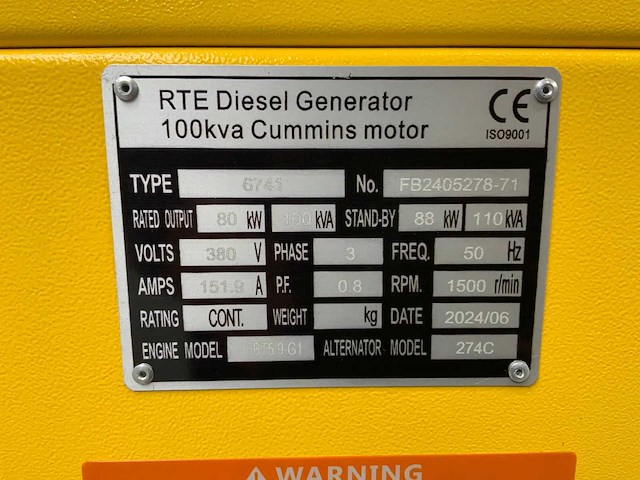 RTE Diesel Generator
100kva Cummins motor
CE
ISO9001
TYPE 6741 No. FB2405278-71
RATED OUTPUT 80 kW 100 kVA STAND-BY 88 kW 110 kVA
VOLTS 380 V PHASE 3 FREQ. 50 Hz
AMPS 151.9 A P.F. 0.8 RPM. 1500 r/min
RATING CONT. WEIGHT kg DATE 2024/06
ENGINE MODEL ALTERNATOR MODEL 274C
WARNING